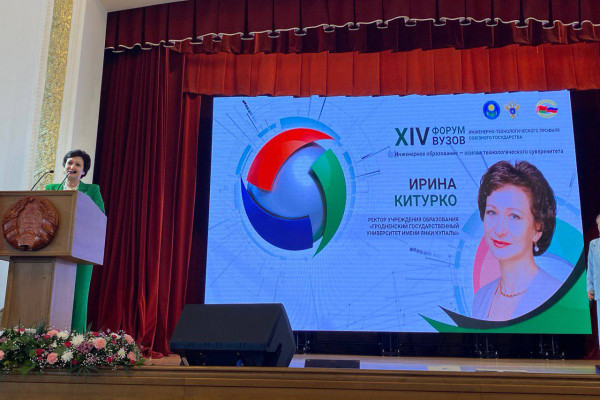 XIV
ФОРУМ
ВУЗОВ
ИНЖЕНЕРНО-ТЕХНОЛОГИЧЕСКОГО ПРОФИЛЯ
СОЮЗНОГО ГОСУДАРСТВА
Инженерное образование – основа технологического суверенитета
ИРИНА
КИТУРКО
РЕКТОР УЧРЕЖДЕНИЯ ОБРАЗОВАНИЯ
«ГРОДНЕНСКИЙ ГОСУДАРСТВЕННЫЙ
УНИВЕРСИТЕТ ИМЕНИ ЯНКИ КУПАЛЫ»